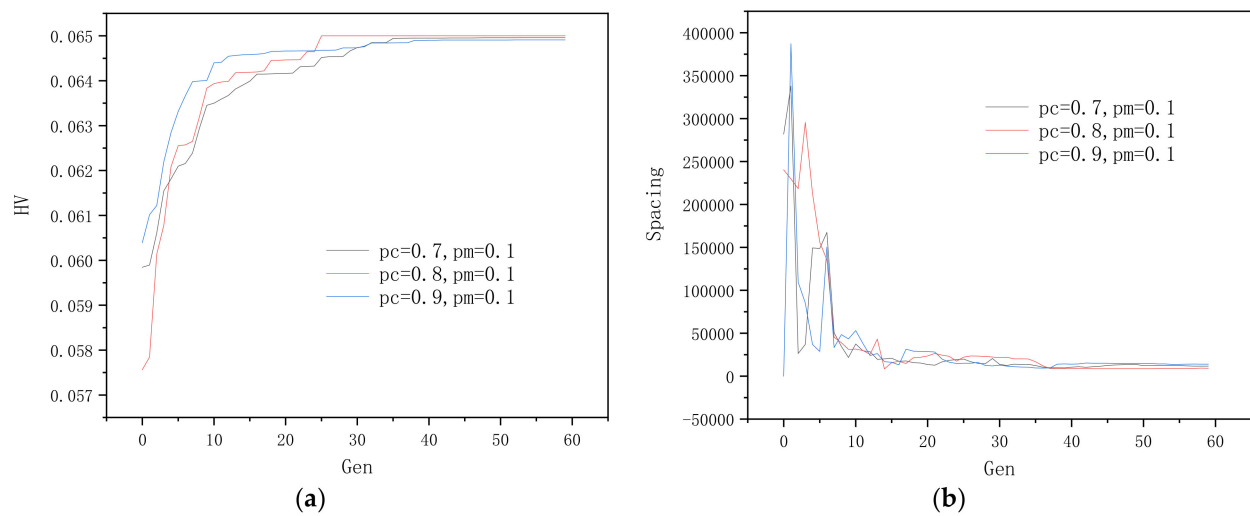 0.065
0.064
0.063
0.062
0.061
0.060
0.059
0.058
0.057
HV
pc=0.7,pm=0.1
pc=0.8,pm=0.1
pc=0.9,pm=0.1
0 10 20 30 40 50 60
Gen
(a)
400000
350000
300000
250000
200000
150000
100000
50000
0
-50000
Spacing
pc=0.7,pm=0.1
pc=0.8,pm=0.1
pc=0.9,pm=0.1
0 10 20 30 40 50 60
Gen
(b)